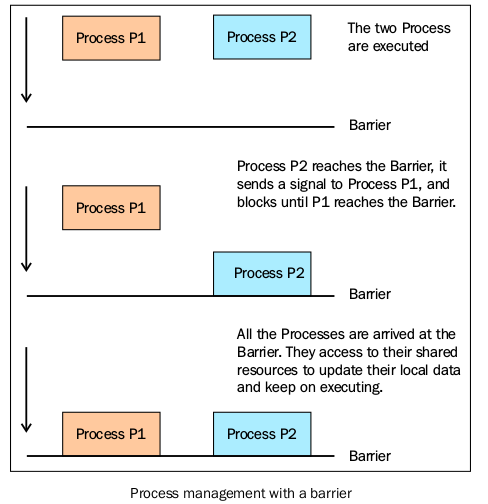 Process P1
Process P2
The two Process
are executed
Barrier
Process P2 reaches the Barrier, it
sends a signal to Process P1, and
blocks until P1 reaches the Barrier.
Process P1
Process P2
Barrier
All the Processes are arrived at the
Barrier. They access to their shared
resources to update their local data
and keep on executing.
Process P1
Process P2
Barrier
Process management with a barrier